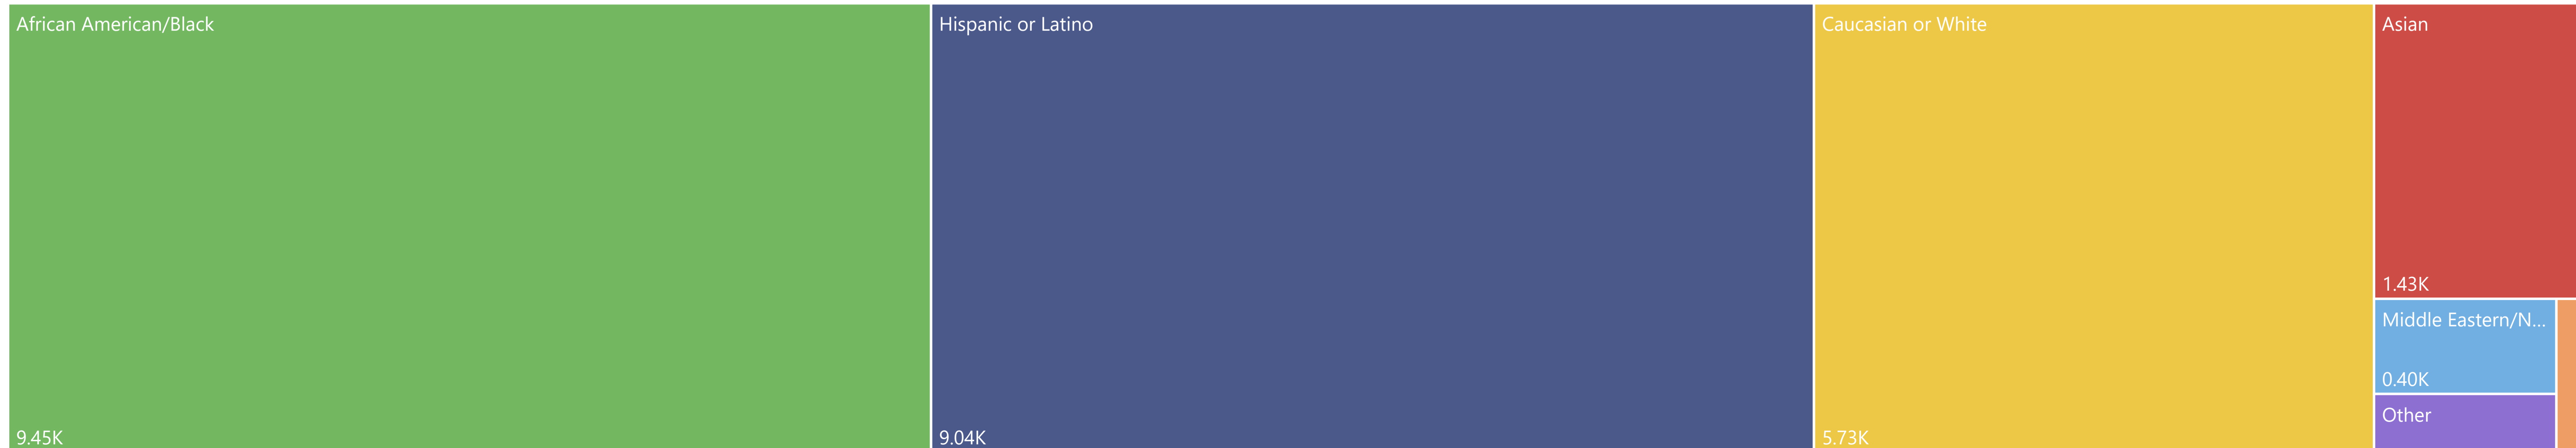 African American/Black
9.45K
Hispanic or Latino
9.04K
Caucasian or White
5.73K
Asian
1.43K
Middle Eastern/N...
0.40K
Other